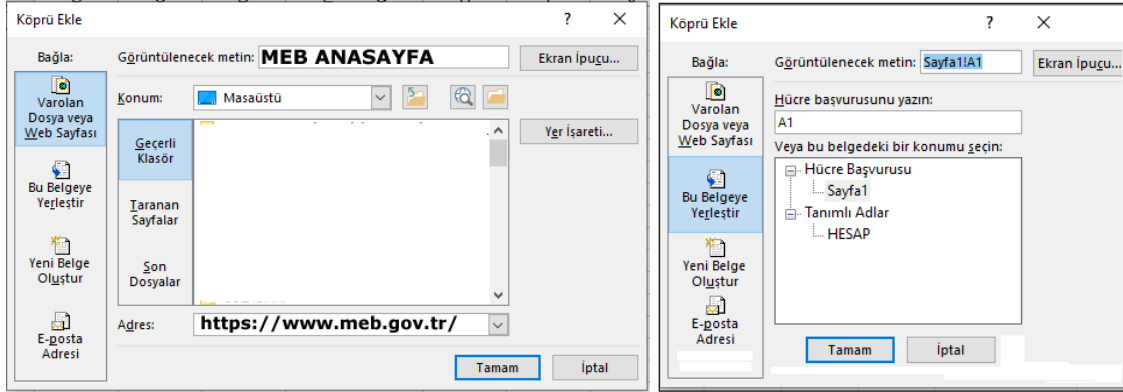 Köprü Ekle ? ×
Bağla:
Görüntülenecek metin: MEB ANASAYFA
Ekran İpucu...
Varolan
Dosya veya
Web Sayfası
Konum: Masaüstü
Geçerli
Klasör
Yer İşareti...
Bu Belgeye
Yerleştir
Taranan
Sayfalar
Yeni Belge
Oluştur
Son
Dosyalar
E-posta
Adresi
Adres: https://www.meb.gov.tr/
Tamam
İptal
Köprü Ekle ? ×
Bağla:
Görüntülenecek metin: Sayfa1!A1
Ekran İpucu...
Varolan
Dosya veya
Web Sayfası
Hücre başvurusunu yazın:
A1
Veya bu belgedeki bir konumu seçin:
Hücre Başvurusu
Sayfa1
Tanımlı Adlar
HESAP
Bu Belgeye
Yerleştir
Yeni Belge
Oluştur
E-posta
Adresi
Tamam
İptal